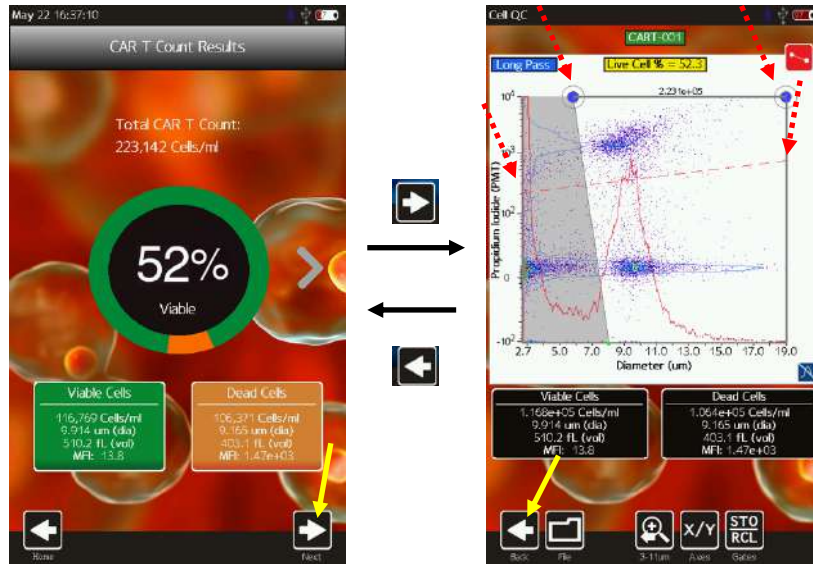 May 22 16:37:10
CAR T Count Results
Total CAR T Count:
223,142 Cells/ml
52%
Viable
Viable Cells
116,769 Cells/ml
9.914 um (dia)
510.2 fL (vol)
MFI: 13.8
Dead Cells
106,371 Cells/ml
9.165 um (dia)
403.1 fL (vol)
MFI: 1.47e+03
Home
Next
Cell QC
CART-001
Long Pass
Live Cell % = 52.3
2.231e+05
Propidium Iodide (PMT)
10³
10²
0
-10²
2.7 5.0 7.0 9.0 11.0 13.0 15.0 17.0 19.0
Diameter (um)
Viable Cells
1.168e+05 Cells/ml
9.914 um (dia)
510.2 fL (vol)
MFI: 13.8
Dead Cells
1.064e+05 Cells/ml
9.165 um (dia)
403.1 fL (vol)
MFI: 1.47e+03
X/Y
STO
RCL
Back
File
3-11um
Axes
Gates